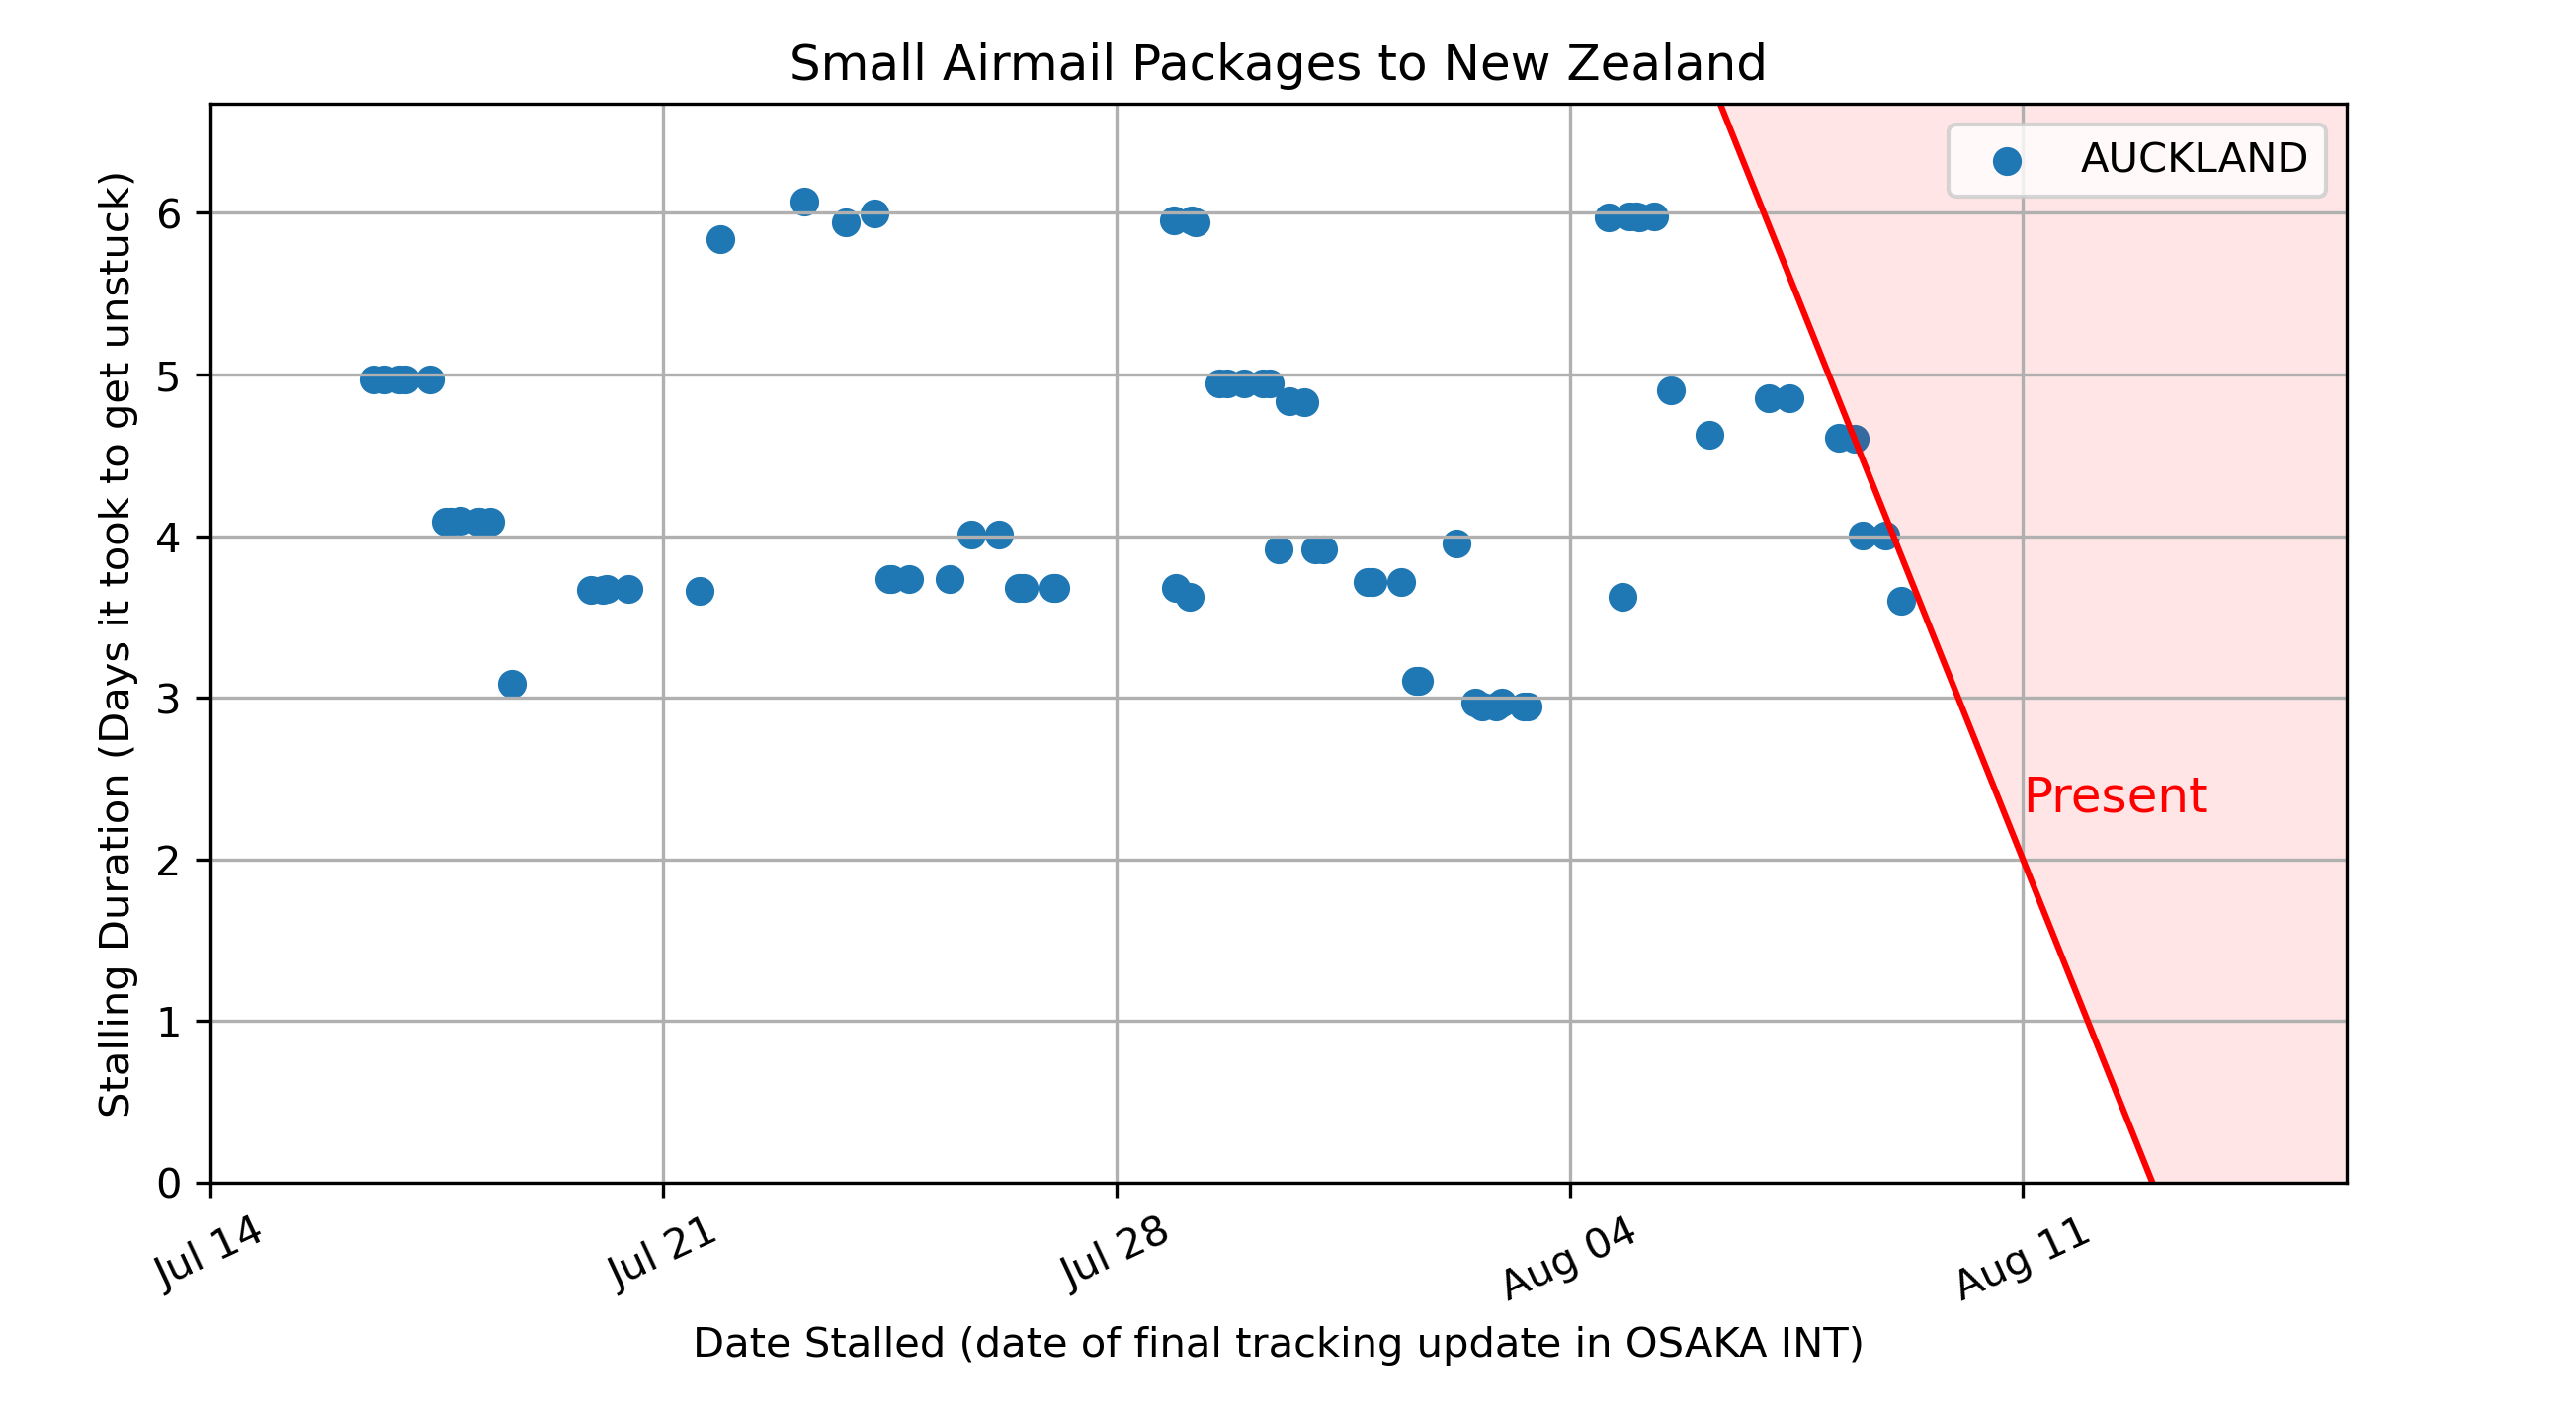 Small Airmail Packages to New Zealand
AUCKLAND
Stalling Duration (Days it took to get unstuck)
6
5
4
3
2
1
0
Present
Jul 14
Jul 21
Jul 28
Aug 04
Aug 11
Date Stalled (date of final tracking update in OSAKA INT)